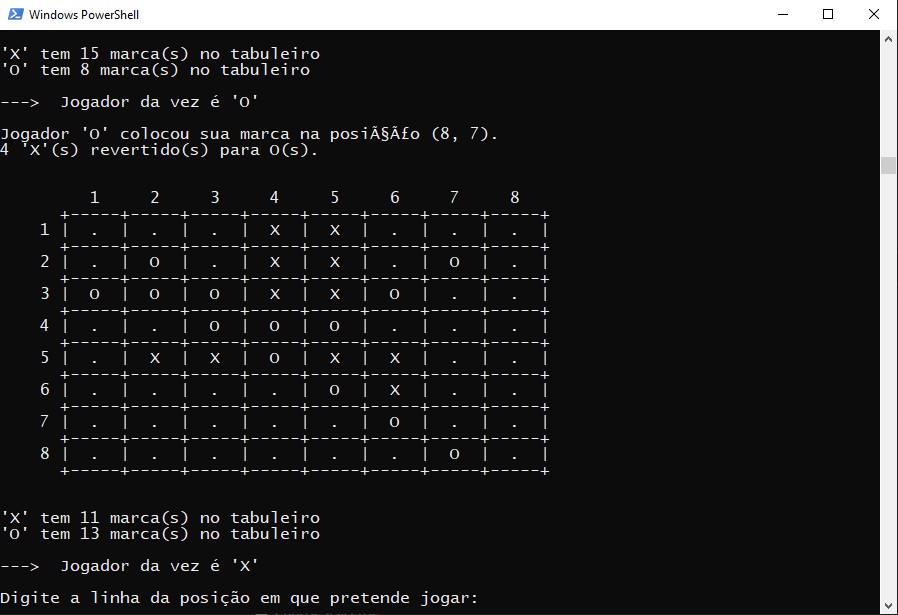 Windows PowerShell
'X' tem 15 marca(s) no tabuleiro
'O' tem 8 marca(s) no tabuleiro
---> Jogador da vez é 'O'
Jogador 'O' colocou sua marca na posiÃ§Ã£o (8, 7).
4 'X'(s) revertido(s) para O(s).
      1     2     3     4     5     6     7     8
   +-----+-----+-----+-----+-----+-----+-----+-----+
1 |  .  |  .  |  .  |  X  |  X  |  .  |  .  |  .  |
   +-----+-----+-----+-----+-----+-----+-----+-----+
2 |  .  |  O  |  .  |  X  |  X  |  .  |  O  |  .  |
   +-----+-----+-----+-----+-----+-----+-----+-----+
3 |  O  |  O  |  O  |  X  |  X  |  O  |  .  |  .  |
   +-----+-----+-----+-----+-----+-----+-----+-----+
4 |  .  |  .  |  O  |  O  |  O  |  .  |  .  |  .  |
   +-----+-----+-----+-----+-----+-----+-----+-----+
5 |  .  |  X  |  X  |  O  |  X  |  X  |  .  |  .  |
   +-----+-----+-----+-----+-----+-----+-----+-----+
6 |  .  |  .  |  .  |  .  |  O  |  X  |  .  |  .  |
   +-----+-----+-----+-----+-----+-----+-----+-----+
7 |  .  |  .  |  .  |  .  |  .  |  O  |  .  |  .  |
   +-----+-----+-----+-----+-----+-----+-----+-----+
8 |  .  |  .  |  .  |  .  |  .  |  .  |  O  |  .  |
   +-----+-----+-----+-----+-----+-----+-----+-----+
'X' tem 11 marca(s) no tabuleiro
'O' tem 13 marca(s) no tabuleiro
---> Jogador da vez é 'X'
Digite a linha da posição em que pretende jogar: